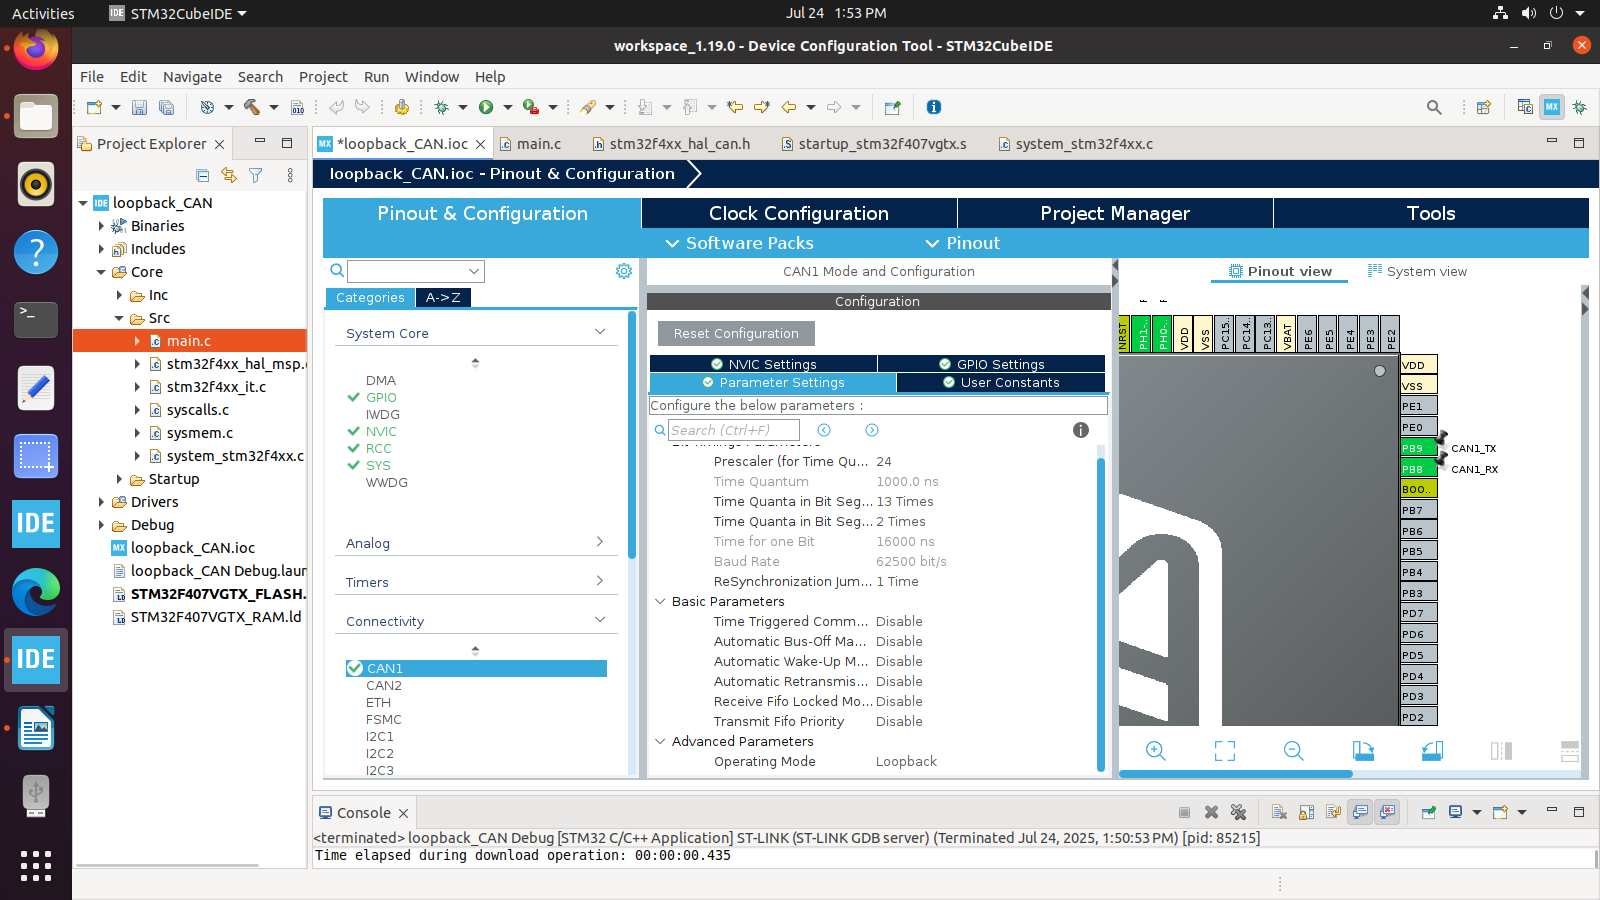 Activities
IDE STM32CubeIDE
Jul 24 1:53 PM
workspace_1.19.0 - Device Configuration Tool - STM32CubeIDE
File Edit Navigate Search Project Run Window Help
010
MX
Project Explorer
loopback_CAN
Binaries
Includes
Core
Inc
Src
main.c
stm32f4xx_hal_msp.
stm32f4xx_it.c
syscalls.c
sysmem.c
system_stm32f4xx.c
Startup
Drivers
Debug
loopback_CAN.ioc
loopback_CAN Debug.laun
STM32F407VGTX_FLASH.
STM32F407VGTX_RAM.ld
IDE
IDE
*loopback_CAN.ioc
main.c
stm32f4xx_hal_can.h
startup_stm32f407vgtx.s
system_stm32f4xx.c
loopback_CAN.ioc - Pinout & Configuration
Pinout & Configuration
Clock Configuration
Project Manager
Tools
Software Packs
Pinout
Categories
A->Z
System Core
DMA
GPIO
IWDG
NVIC
RCC
SYS
WWDG
Analog
Timers
Connectivity
CAN1
CAN2
ETH
FSMC
I2C1
I2C2
I2C3
CAN1 Mode and Configuration
Configuration
Reset Configuration
NVIC Settings
GPIO Settings
Parameter Settings
User Constants
Configure the below parameters :
Search (Ctrl+F)
Bit Timings Parameters
Prescaler (for Time Qu... 24
Time Quantum 1000.0 ns
Time Quanta in Bit Seg... 13 Times
Time Quanta in Bit Seg... 2 Times
Time for one Bit 16000 ns
Baud Rate 62500 bit/s
ReSynchronization Jum... 1 Time
Basic Parameters
Time Triggered Comm... Disable
Automatic Bus-Off Ma... Disable
Automatic Wake-Up M... Disable
Automatic Retransmis... Disable
Receive Fifo Locked Mo... Disable
Transmit Fifo Priority Disable
Advanced Parameters
Operating Mode Loopback
Pinout view
System view
NRST
PH1-..
PH0-..
VDD
VSS
PC15..
PC14..
PC13..
VBAT
PE6
PE5
PE4
PE3
PE2
VDD
VSS
PE1
PE0
PB9 CAN1_TX
PB8 CAN1_RX
BOO..
PB7
PB6
PB5
PB4
PB3
PD7
PD6
PD5
PD4
PD3
PD2
Console
<terminated> loopback_CAN Debug [STM32 C/C++ Application] ST-LINK (ST-LINK GDB server) (Terminated Jul 24, 2025, 1:50:53 PM) [pid: 85215]
Time elapsed during download operation: 00:00:00.435